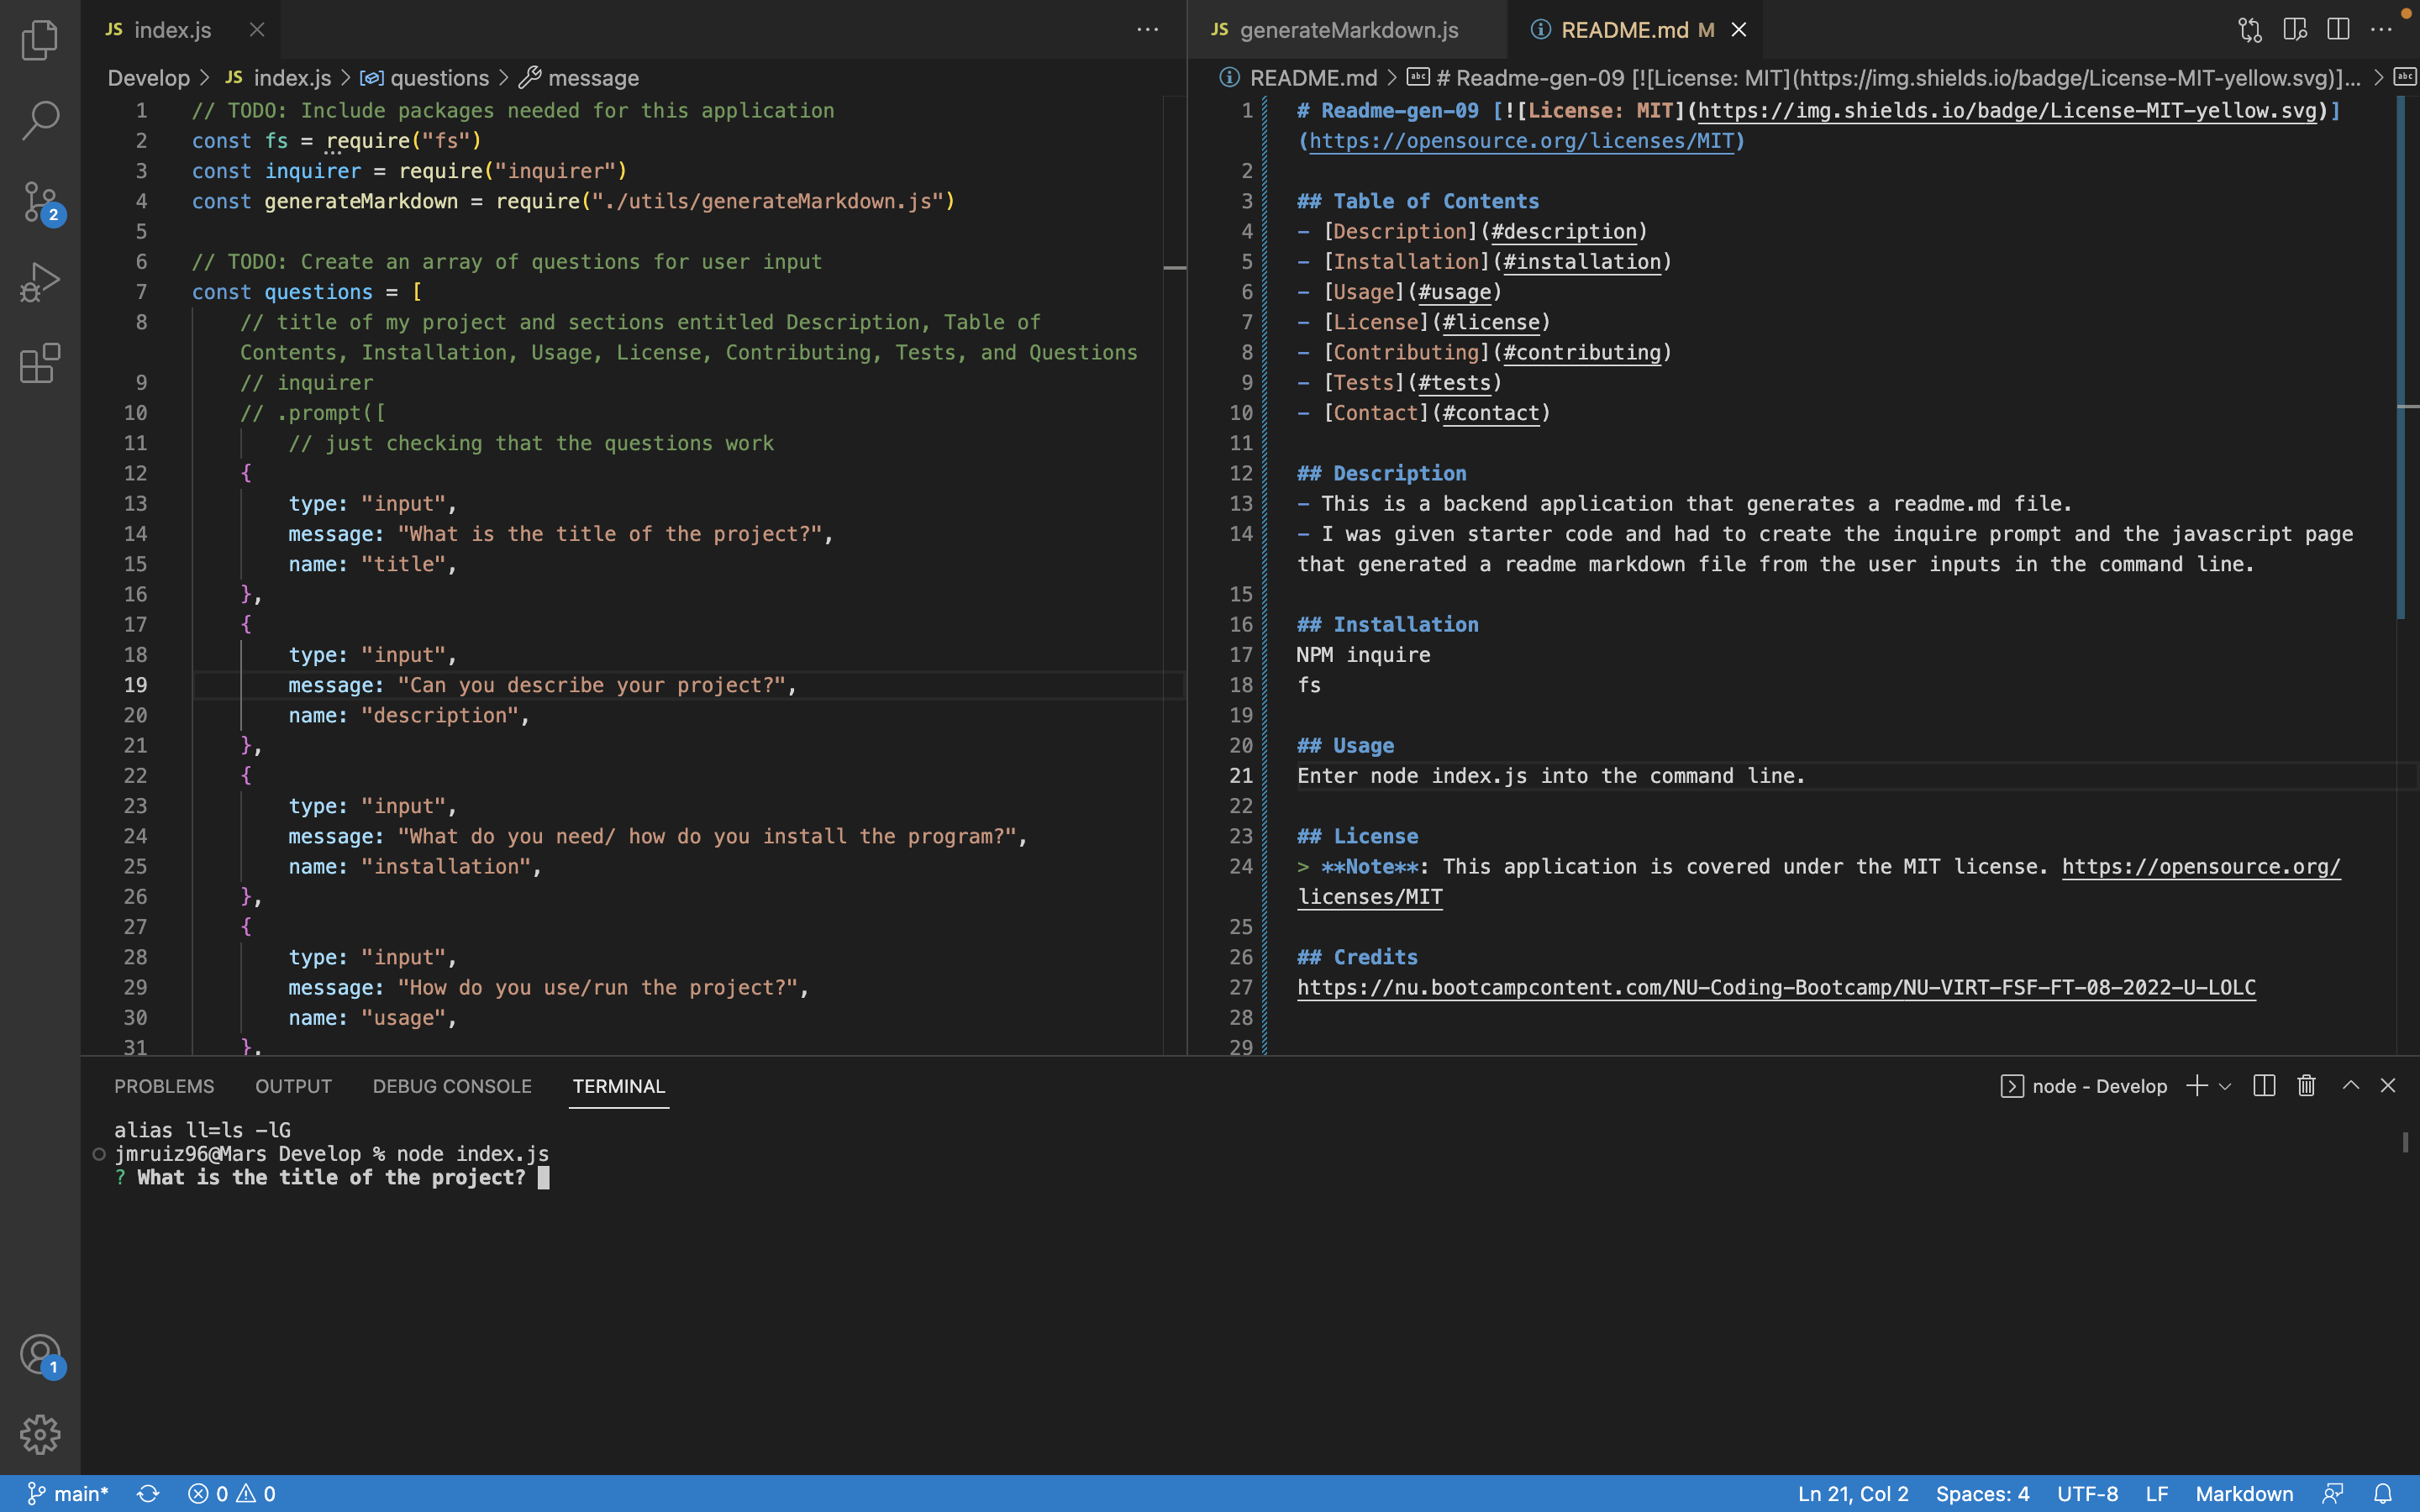 JS index.js
JS generateMarkdown.js
README.md M
Develop > JS index.js > questions > message
README.md > # Readme-gen-09 [![License: MIT](https://img.shields.io/badge/License-MIT-yellow.svg)]... >
1 // TODO: Include packages needed for this application
2 const fs = require("fs")
3 const inquirer = require("inquirer")
4 const generateMarkdown = require("./utils/generateMarkdown.js")
5
6 // TODO: Create an array of questions for user input
7 const questions = [
8 // title of my project and sections entitled Description, Table of
Contents, Installation, Usage, License, Contributing, Tests, and Questions
9 // inquirer
10 // .prompt([
11 // just checking that the questions work
12 {
13 type: "input",
14 message: "What is the title of the project?",
15 name: "title",
16 },
17 {
18 type: "input",
19 message: "Can you describe your project?",
20 name: "description",
21 },
22 {
23 type: "input",
24 message: "What do you need/ how do you install the program?",
25 name: "installation",
26 },
27 {
28 type: "input",
29 message: "How do you use/run the project?",
30 name: "usage",
31 },
1 # Readme-gen-09 [![License: MIT](https://img.shields.io/badge/License-MIT-yellow.svg)]
(https://opensource.org/licenses/MIT)
2
3 ## Table of Contents
4 - [Description](#description)
5 - [Installation](#installation)
6 - [Usage](#usage)
7 - [License](#license)
8 - [Contributing](#contributing)
9 - [Tests](#tests)
10 - [Contact](#contact)
11
12 ## Description
13 - This is a backend application that generates a readme.md file.
14 - I was given starter code and had to create the inquire prompt and the javascript page
that generated a readme markdown file from the user inputs in the command line.
15
16 ## Installation
17 NPM inquire
18 fs
19
20 ## Usage
21 Enter node index.js into the command line.
22
23 ## License
24 > **Note**: This application is covered under the MIT license. https://opensource.org/
licenses/MIT
25
26 ## Credits
27 https://nu.bootcampcontent.com/NU-Coding-Bootcamp/NU-VIRT-FSF-FT-08-2022-U-LOLC
28
29
2
1
PROBLEMS OUTPUT DEBUG CONSOLE TERMINAL
node - Develop
alias ll=ls -lG
jmruiz96@Mars Develop % node index.js
? What is the title of the project?
main* 0 0
Ln 21, Col 2 Spaces: 4 UTF-8 LF Markdown